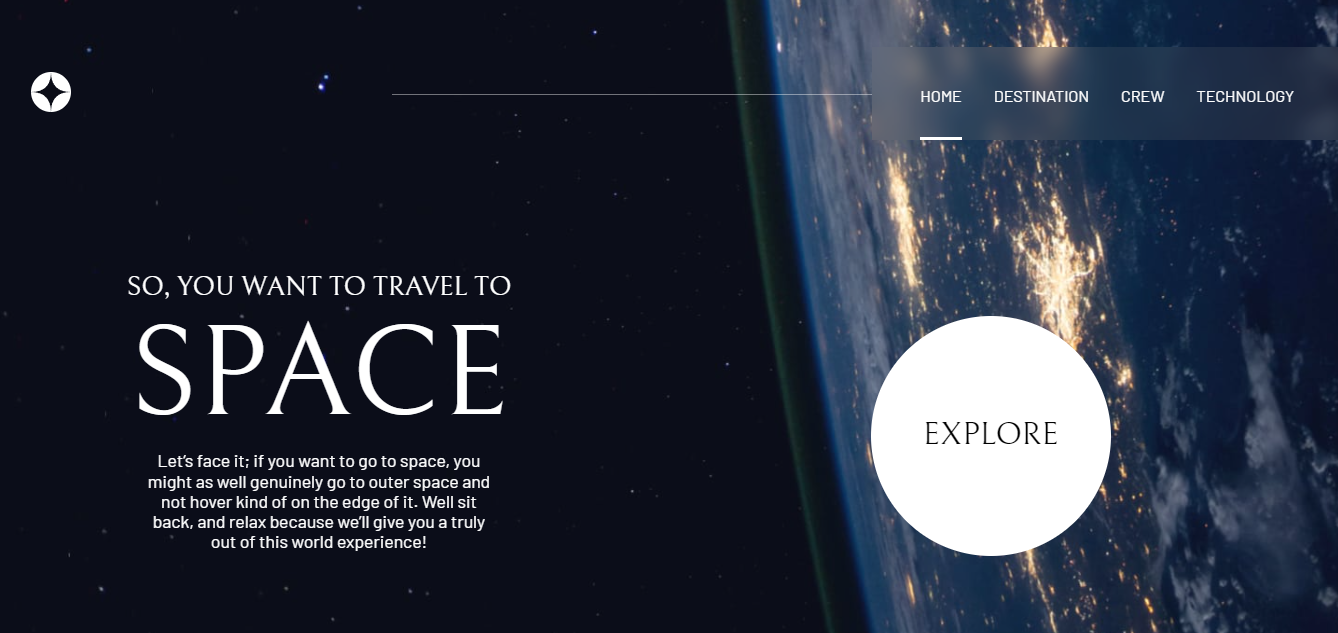 HOME DESTINATION CREW TECHNOLOGY
SO, YOU WANT TO TRAVEL TO
SPACE
Let’s face it; if you want to go to space, you
might as well genuinely go to outer space and
not hover kind of on the edge of it. Well sit
back, and relax because we’ll give you a truly
out of this world experience!
EXPLORE